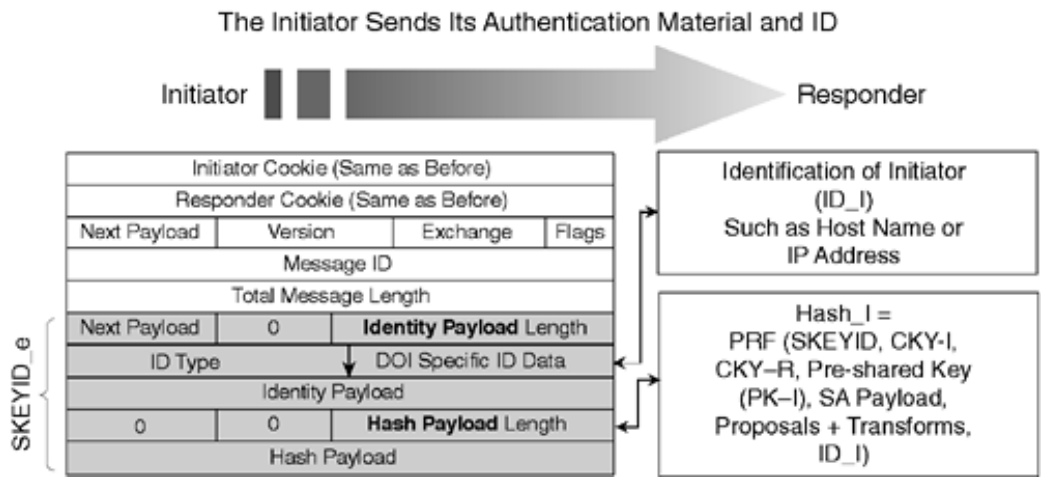 The Initiator Sends Its Authentication Material and ID
Initiator
Responder
Initiator Cookie (Same as Before)
Responder Cookie (Same as Before)
Next Payload Version Exchange Flags
Message ID
Total Message Length
Next Payload 0 Identity Payload Length
ID Type DOI Specific ID Data
Identity Payload
0 0 Hash Payload Length
Hash Payload
SKEYID_e
Identification of Initiator
(ID_I)
Such as Host Name or
IP Address
Hash_I =
PRF (SKEYID, CKY-I,
CKY–R, Pre-shared Key
(PK–I), SA Payload,
Proposals + Transforms,
ID_I)